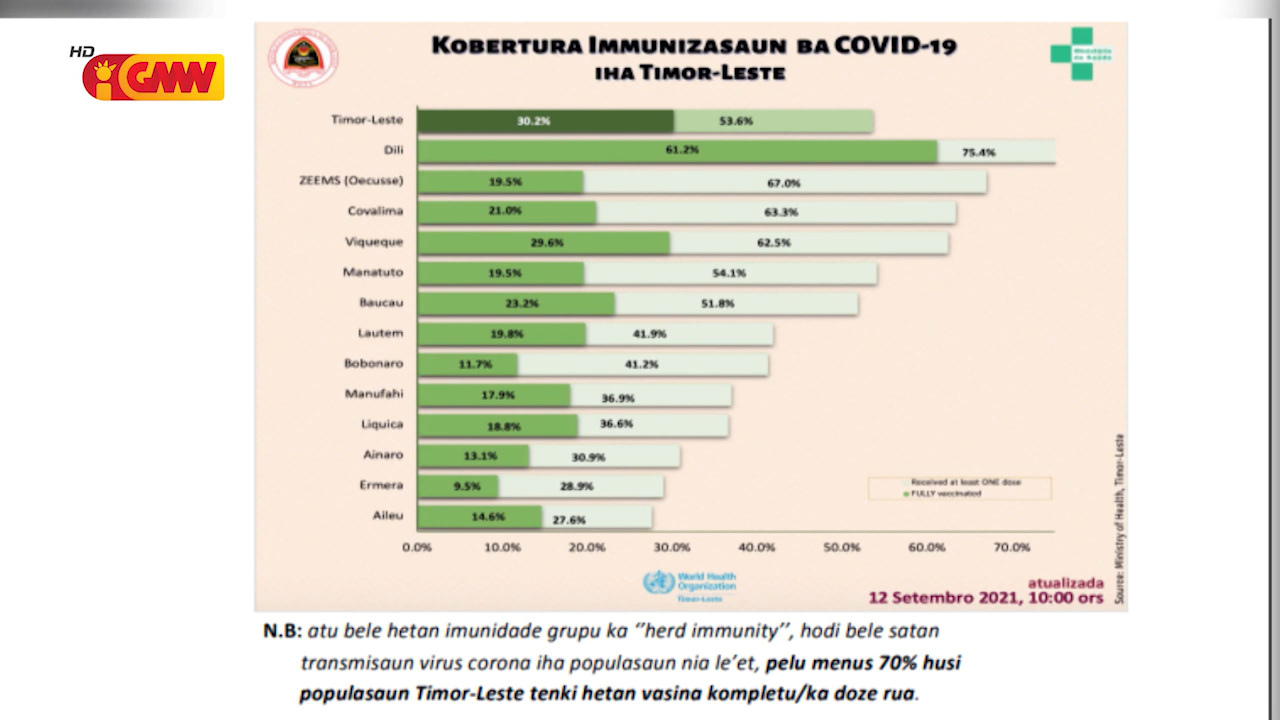 HD
GMN
KOBERTURA IMMUNIZASAUN BA COVID-19
IHA TIMOR-LESTE
Ministério
da Saúde
Timor-Leste 30.2% 53.6%
Dili 61.2% 75.4%
ZEEMS (Oecusse) 19.5% 67.0%
Covalima 21.0% 63.3%
Viqueque 29.6% 62.5%
Manatuto 19.5% 54.1%
Baucau 23.2% 51.8%
Lautem 19.8% 41.9%
Bobonaro 11.7% 41.2%
Manufahi 17.9% 36.9%
Liquica 18.8% 36.6%
Ainaro 13.1% 30.9%
Ermera 9.5% 28.9%
Aileu 14.6% 27.6%
Received at least ONE dose
FULLY vaccinated
0.0% 10.0% 20.0% 30.0% 40.0% 50.0% 60.0% 70.0%
Source: Ministry of Health, Timor-Leste
World Health
Organization
Timor-Leste
atualizada
12 Setembro 2021, 10:00 ors
N.B: atu bele hetan imunidade grupu ka ‘’herd immunity’’, hodi bele satan
transmisaun virus corona iha populasaun nia le’et, pelu menus 70% husi
populasaun Timor-Leste tenki hetan vasina kompletu/ka doze rua.